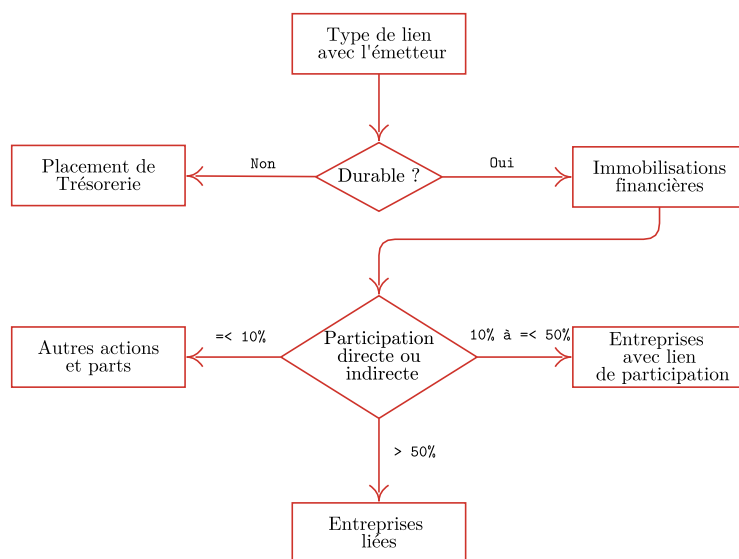 Type de lien
avec l'émetteur
Non
Oui
Placement de
Trésorerie
Durable ?
Immobilisations
financières
=< 10%
10% à =< 50%
Autres actions
et parts
Participation
directe ou
indirecte
Entreprises
avec lien
de participation
> 50%
Entreprises
liées